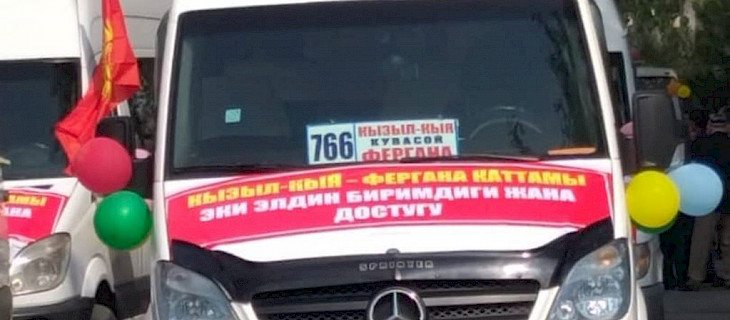 766
КЫЗЫЛ-КЫЯ
КУВАСОЙ
ФЕРГАНА
КЫЗЫЛ-КЫЯ – ФЕРГАНА КАТТАМЫ
ЭКИ ЭЛДИН БИРИМДИГИ ЖАНА
ДОСТУГУ
SPRINTER